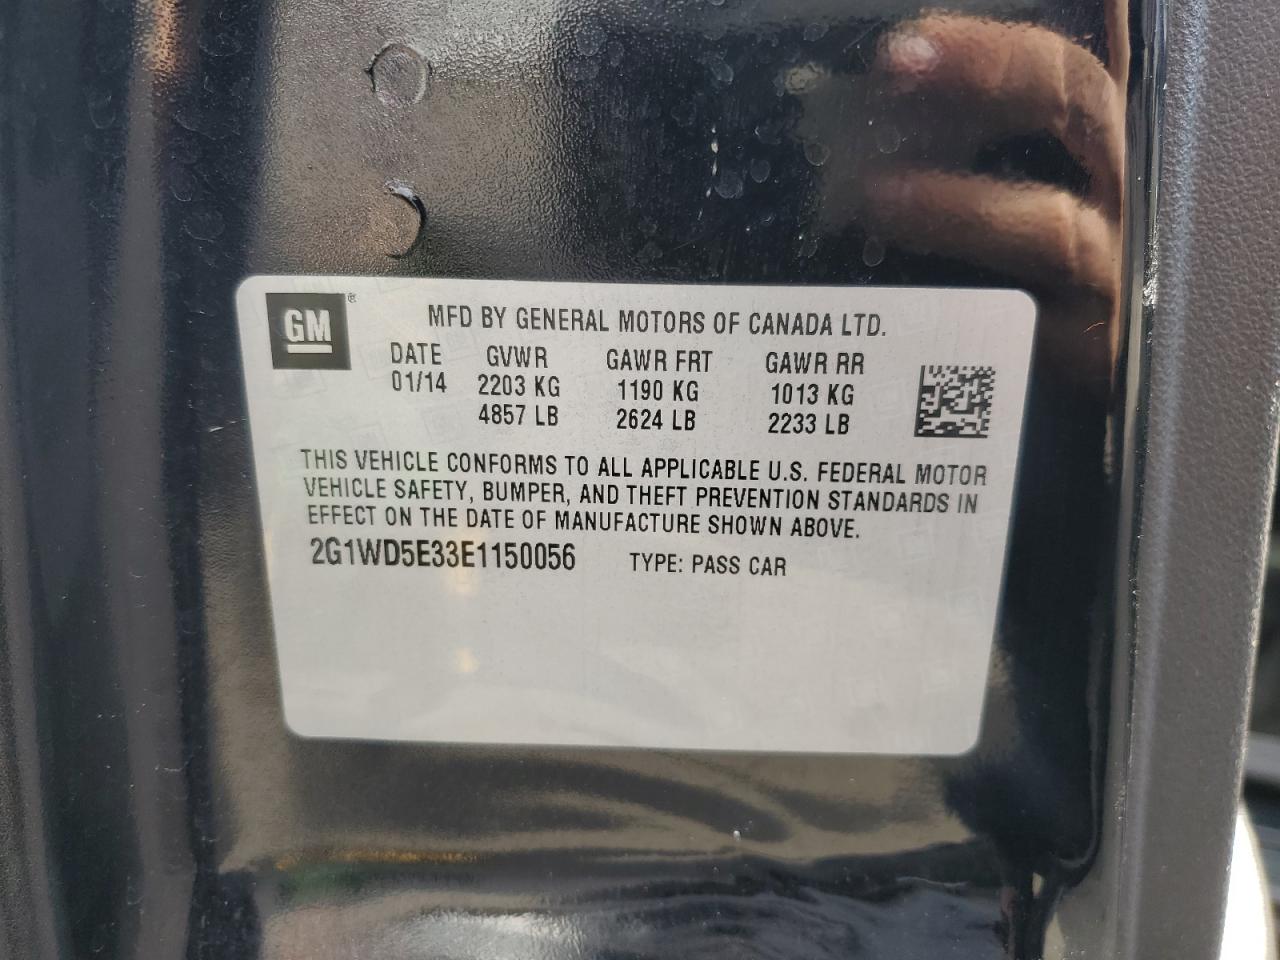 GM®
MFD BY GENERAL MOTORS OF CANADA LTD.
DATE GVWR GAWR FRT GAWR RR
01/14 2203 KG 1190 KG 1013 KG
4857 LB 2624 LB 2233 LB
THIS VEHICLE CONFORMS TO ALL APPLICABLE U.S. FEDERAL MOTOR
VEHICLE SAFETY, BUMPER, AND THEFT PREVENTION STANDARDS IN
EFFECT ON THE DATE OF MANUFACTURE SHOWN ABOVE.
2G1WD5E33E1150056 TYPE: PASS CAR